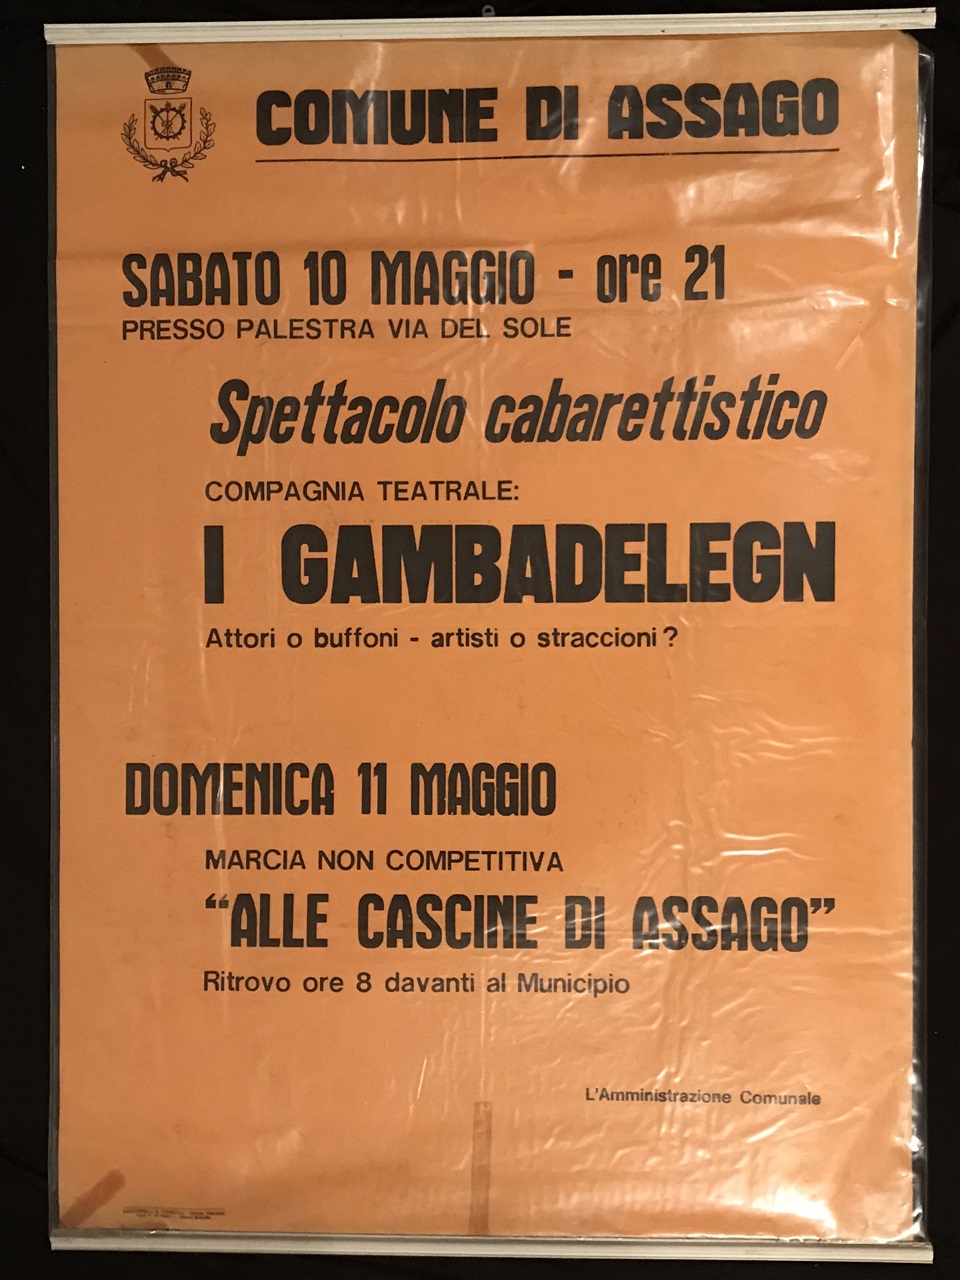 COMUNE DI ASSAGO
SABATO 10 MAGGIO - ore 21
PRESSO PALESTRA VIA DEL SOLE
Spettacolo cabarettistico
COMPAGNIA TEATRALE:
I GAMBADELEGN
Attori o buffoni - artisti o straccioni?
DOMENICA 11 MAGGIO
MARCIA NON COMPETITIVA
“ALLE CASCINE DI ASSAGO”
Ritrovo ore 8 davanti al Municipio
L'Amministrazione Comunale